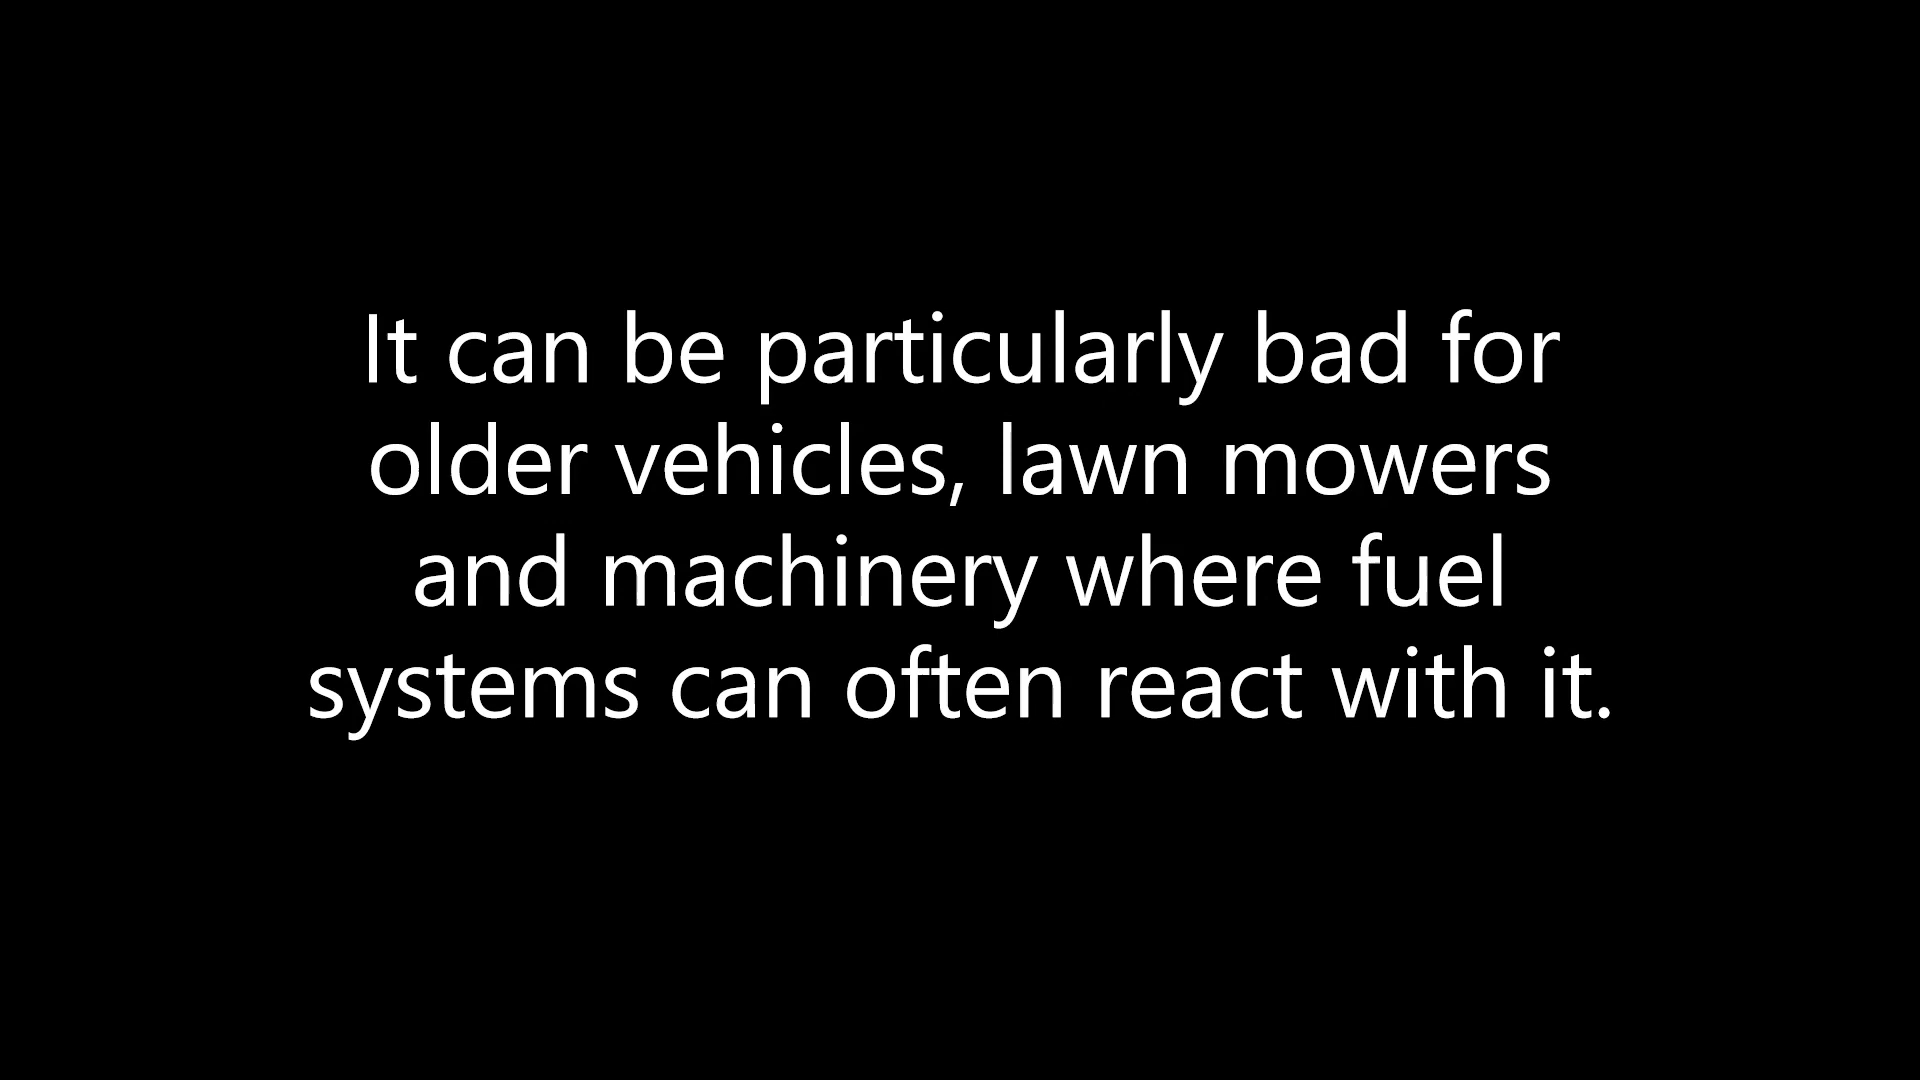 It can be particularly bad for
older vehicles, lawn mowers
and machinery where fuel
systems can often react with it.